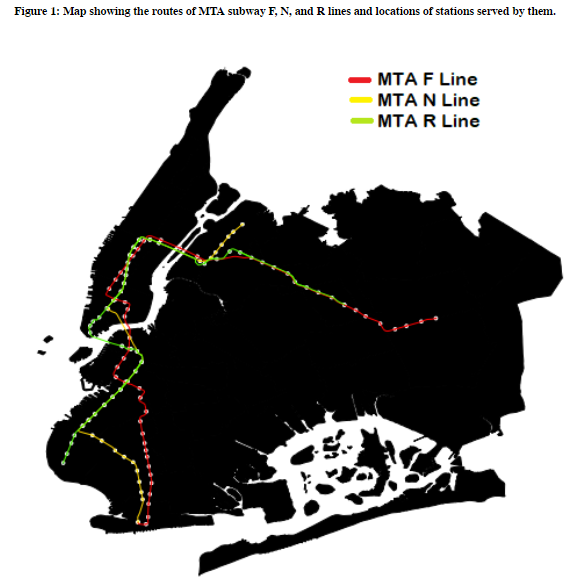 Figure 1: Map showing the routes of MTA subway F, N, and R lines and locations of stations served by them.
MTA F Line
MTA N Line
MTA R Line